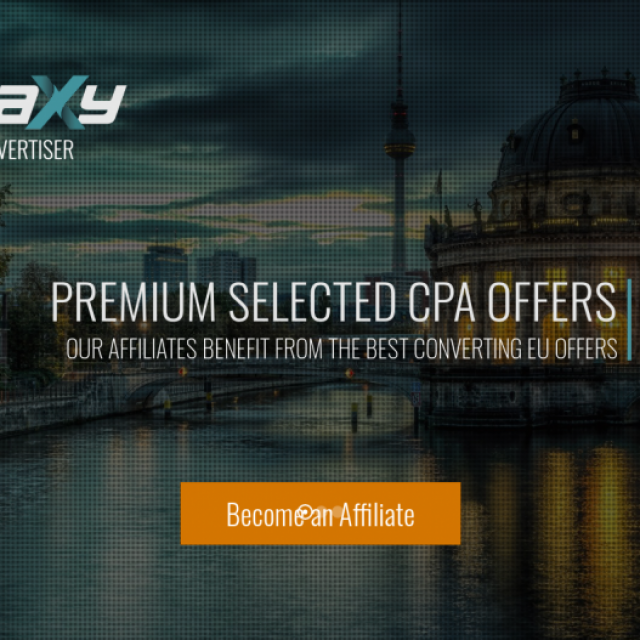 axy
VERTISER
PREMIUM SELECTED CPA OFFERS
OUR AFFILIATES BENEFIT FROM THE BEST CONVERTING EU OFFERS
Become an Affiliate